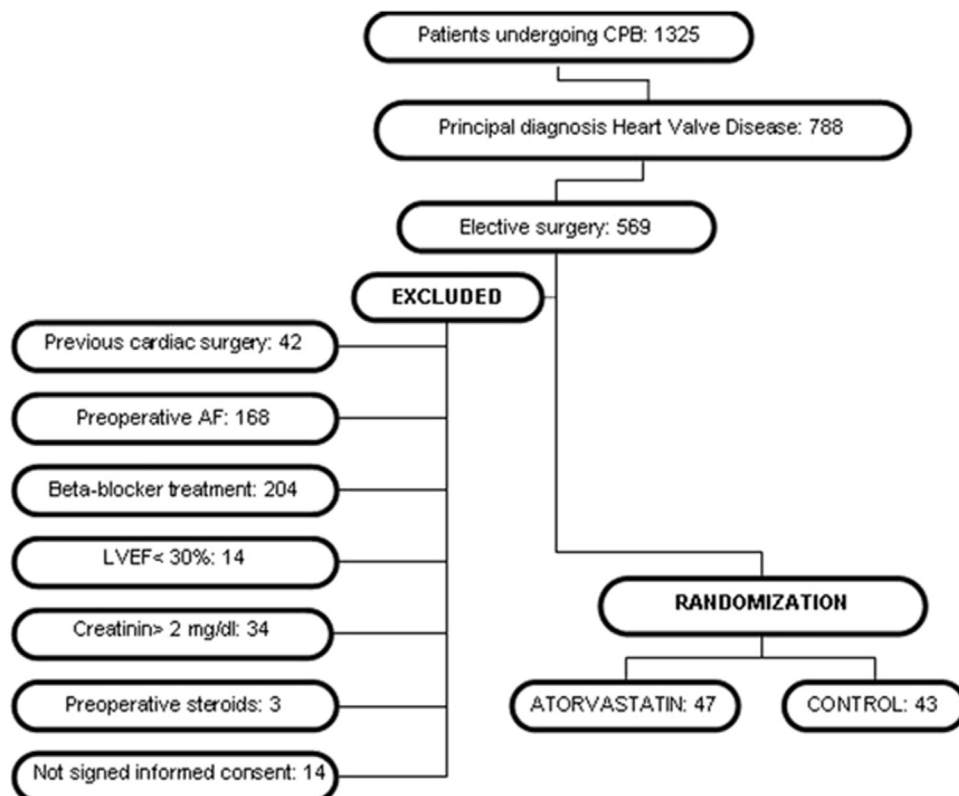 Patients undergoing CPB: 1325
Principal diagnosis Heart Valve Disease: 788
Elective surgery: 569
EXCLUDED
Previous cardiac surgery: 42
Preoperative AF: 168
Beta-blocker treatment: 204
LVEF< 30%: 14
Creatinin> 2 mg/dl: 34
Preoperative steroids: 3
Not signed informed consent: 14
RANDOMIZATION
ATORVASTATIN: 47
CONTROL: 43